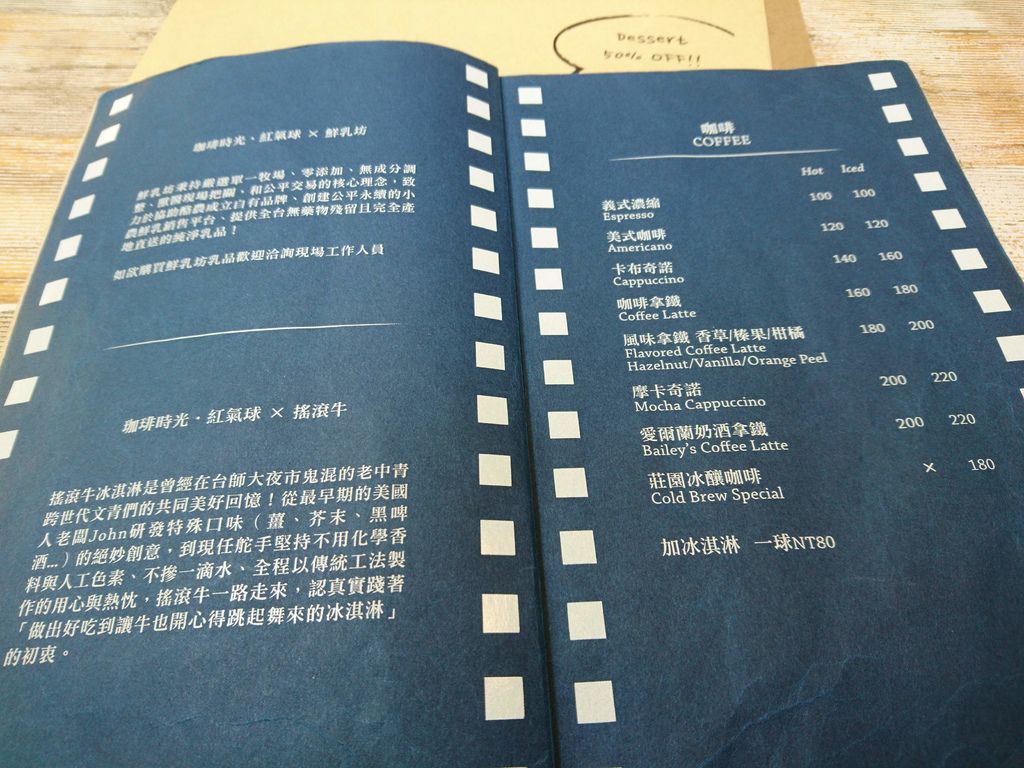 Dessert
50% OFF!!
珈琲時光、紅氣球 × 鮮乳坊
鮮乳坊秉持嚴選單一牧場、零添加、無成分調
整、獸醫現場把關、和公平交易的核心理念，致
力於協助酪農成立自有品牌、創建公平永續的小
農鮮乳銷售平台、提供全台無藥物殘留且完全產
地直送的純淨乳品！
如欲購買鮮乳坊乳品歡迎洽詢現場工作人員
珈琲時光・紅氣球 × 搖滾牛
搖滾牛冰淇淋是曾經在台師大夜市鬼混的老中青
跨世代文青們的共同美好回憶！從最早期的美國
人老闆John研發特殊口味（薑、芥末、黑啤
酒...）的絕妙創意，到現任舵手堅持不用化學香
料與人工色素、不摻一滴水、全程以傳統工法製
作的用心與熱忱，搖滾牛一路走來，認真實踐著
「做出好吃到讓牛也開心得跳起舞來的冰淇淋」
的初衷。
咖啡
COFFEE
Hot Iced
義式濃縮 100 100
Espresso
美式咖啡 120 120
Americano
卡布奇諾 140 160
Cappuccino
咖啡拿鐵 160 180
Coffee Latte
風味拿鐵 香草/榛果/柑橘 180 200
Flavored Coffee Latte
Hazelnut/Vanilla/Orange Peel
摩卡奇諾 200 220
Mocha Cappuccino
愛爾蘭奶酒拿鐵 200 220
Bailey's Coffee Latte
莊園冰釀咖啡 × 180
Cold Brew Special
加冰淇淋 一球NT80